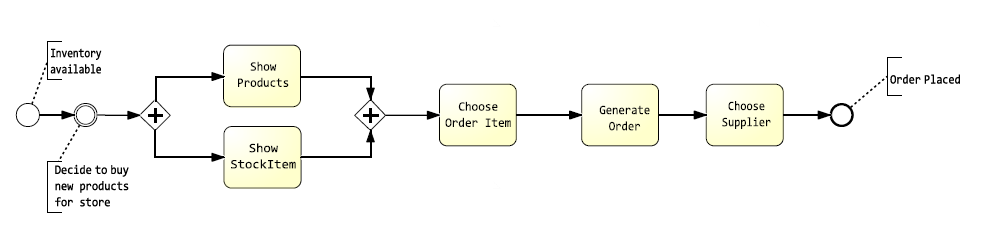 Inventory
available
Decide to buy
new products
for store
Show
Products
Show
StockItem
Choose
Order Item
Generate
Order
Choose
Supplier
Order Placed